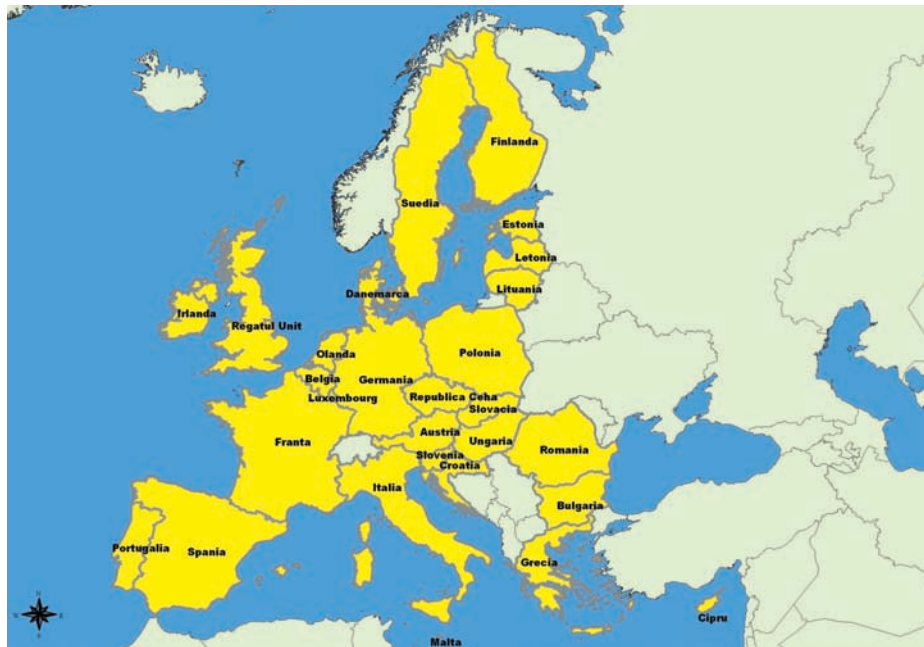 Finlanda
Suedia
Estonia
Letonia
Lituania
Danemarca
Irlanda
Regatul Unit
Olanda
Polonia
Belgia
Germania
Luxembourg
Republica Ceha
Slovacia
Franta
Austria
Ungaria
Romania
Slovenia
Croatia
Italia
Bulgaria
Portugalia
Spania
Grecia
Cipru
Malta